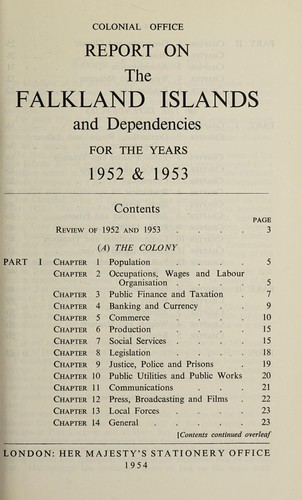 COLONIAL OFFICE
REPORT ON
The
FALKLAND ISLANDS
and Dependencies
FOR THE YEARS
1952 & 1953
Contents
PAGE
REVIEW OF 1952 AND 1953 . . . . 3
(A) THE COLONY
PART I CHAPTER 1 Population . . . . 5
CHAPTER 2 Occupations, Wages and Labour
Organisation . . . . 5
CHAPTER 3 Public Finance and Taxation . 7
CHAPTER 4 Banking and Currency . . 9
CHAPTER 5 Commerce . . . . 10
CHAPTER 6 Production . . . . 15
CHAPTER 7 Social Services . . . . 15
CHAPTER 8 Legislation . . . . 18
CHAPTER 9 Justice, Police and Prisons . 19
CHAPTER 10 Public Utilities and Public Works 20
CHAPTER 11 Communications . . . 21
CHAPTER 12 Press, Broadcasting and Films . 22
CHAPTER 13 Local Forces . . . . 23
CHAPTER 14 General . . . . 23
[Contents continued overleaf
LONDON: HER MAJESTY'S STATIONERY OFFICE
1954